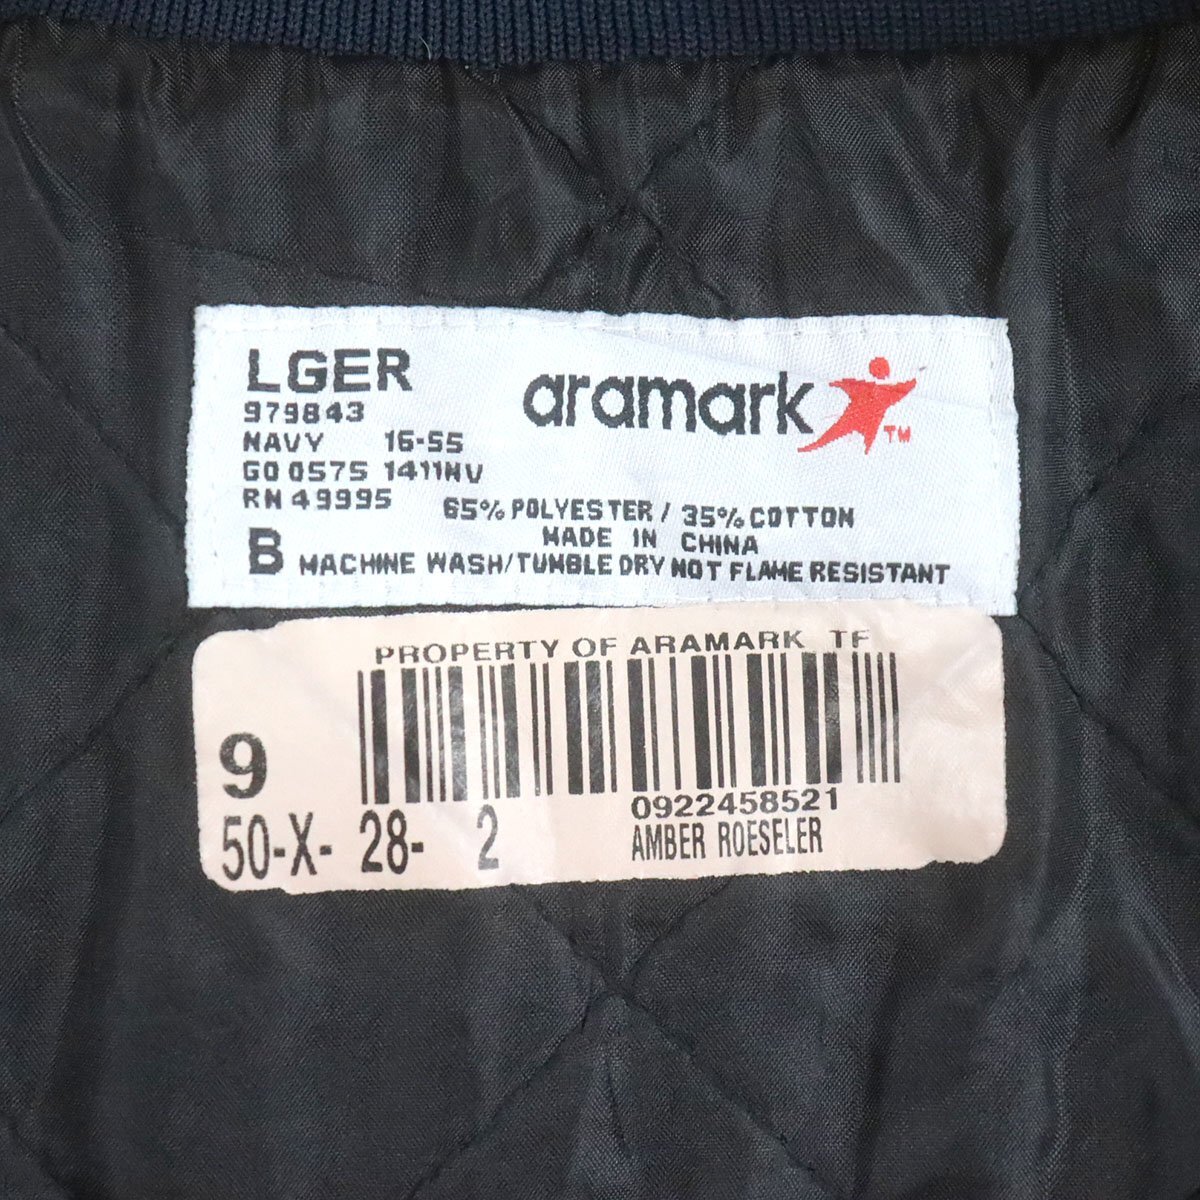 LGER
aramark TM
979843
NAVY 16-55
GO 0575 1411NV
RN 49995
65% POLYESTER / 35% COTTON
MADE IN CHINA
B MACHINE WASH/TUMBLE DRY NOT FLAME RESISTANT
PROPERTY OF ARAMARK TF
9
0922458521
50-X- 28- 2 AMBER ROESELER